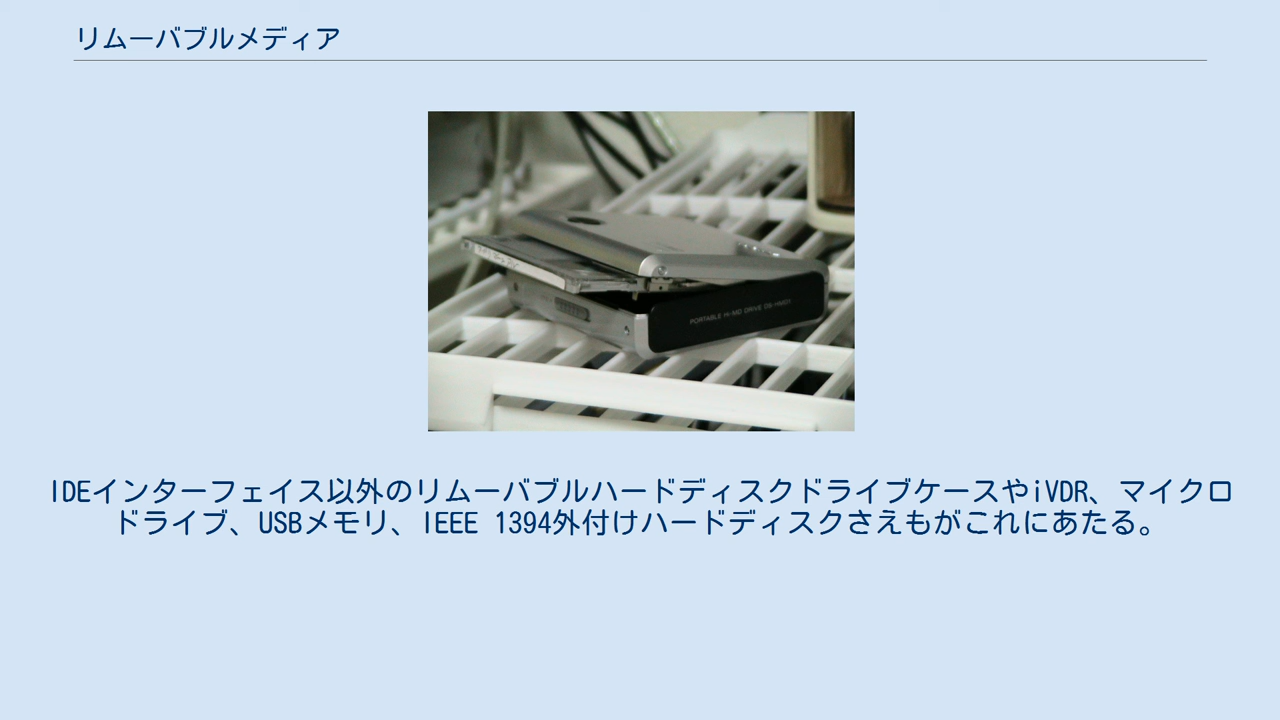 リムーバブルメディア
PORTABLE Hi-MD DRIVE DS-HMD1
IDEインターフェイス以外のリムーバブルハードディスクドライブケースやiVDR、マイクロ
ドライブ、USBメモリ、IEEE 1394外付けハードディスクさえもがこれにあたる。